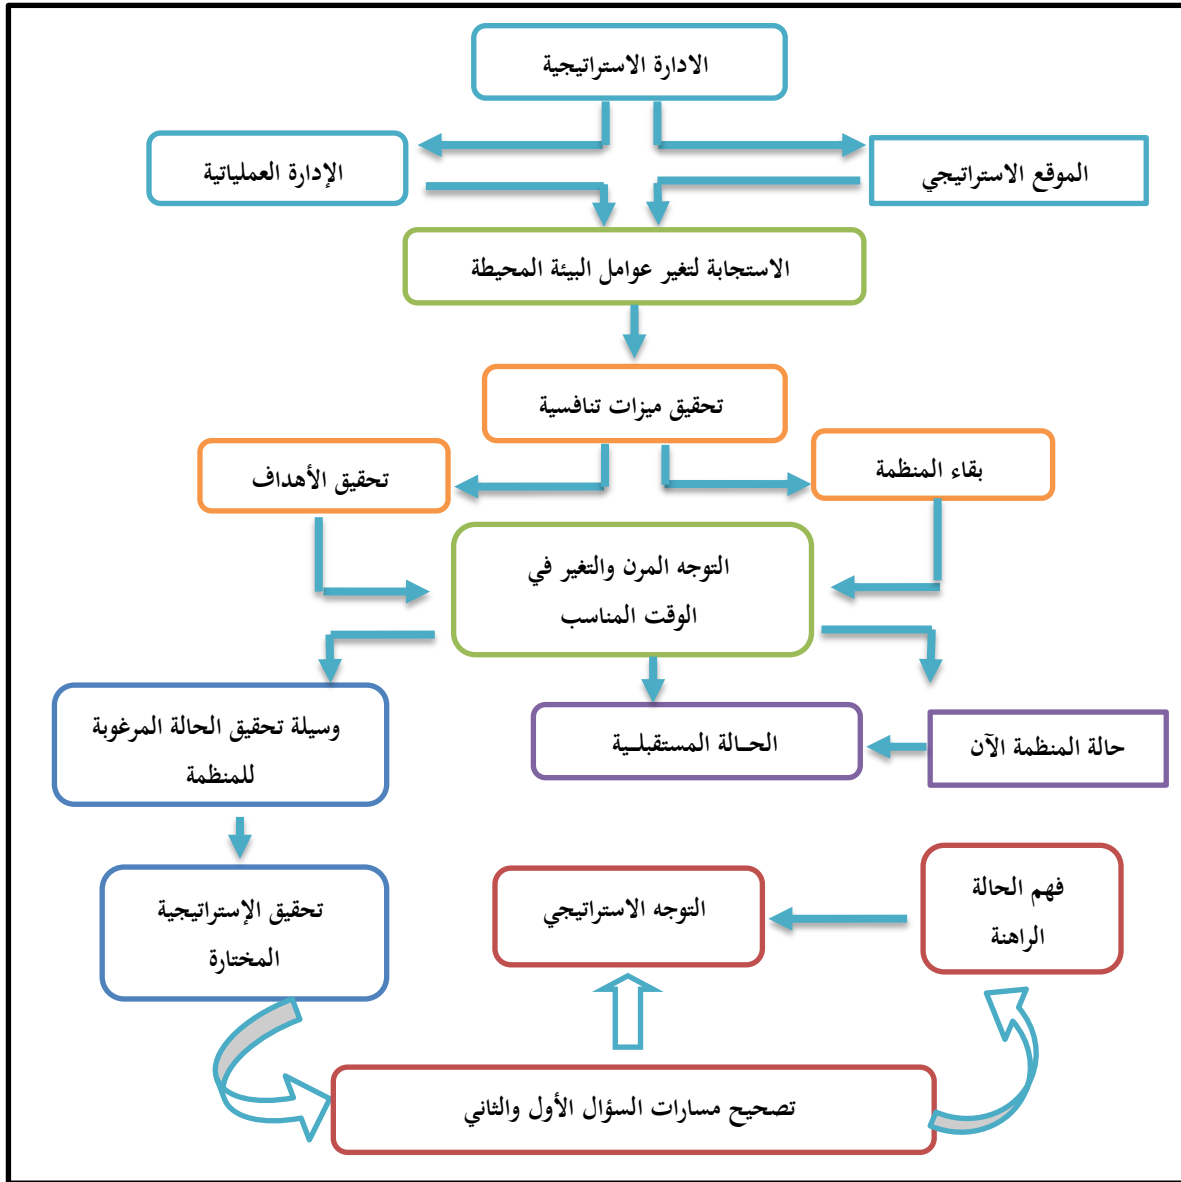 الادارة الاستراتيجية
الموقع الاستراتيجي
الإدارة العملياتية
الاستجابة لتغير عوامل البيئة المحيطة
تحقيق ميزات تنافسية
بقاء المنظمة
تحقيق الأهداف
التوجه المرن والتغير في
الوقت المناسب
حالة المنظمة الآن
الحـالة المستقبلـية
وسيلة تحقيق الحالة المرغوبة
للمنظمة
فهم الحالة
الراهنة
التوجه الاستراتيجي
تحقيق الإستراتيجية
المختارة
تصحيح مسارات السؤال الأول والثاني